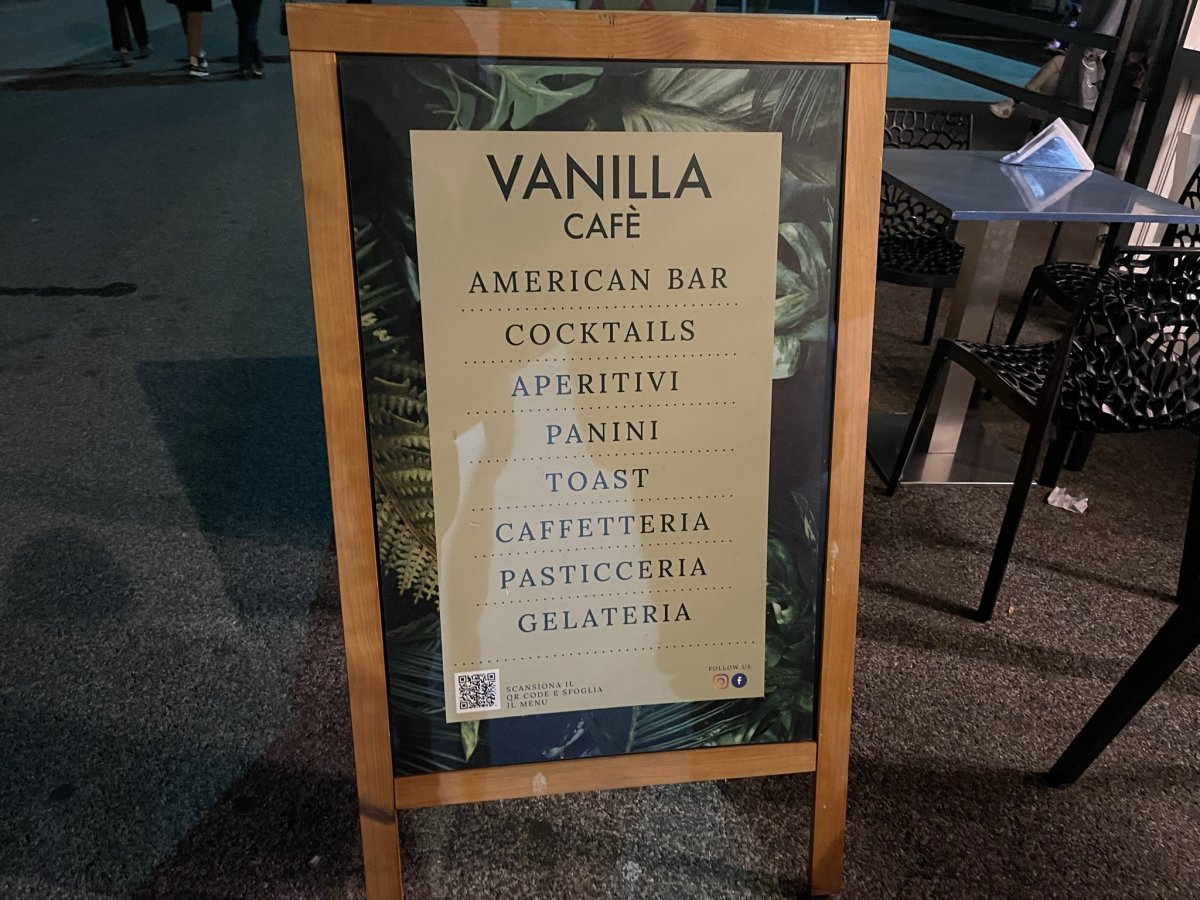 VANILLA
CAFÈ
AMERICAN BAR
COCKTAILS
APERITIVI
PANINI
TOAST
CAFFETTERIA
PASTICCERIA
GELATERIA
SCANSIONA IL
QR CODE E SFOGLIA
IL MENU
FOLLOW US